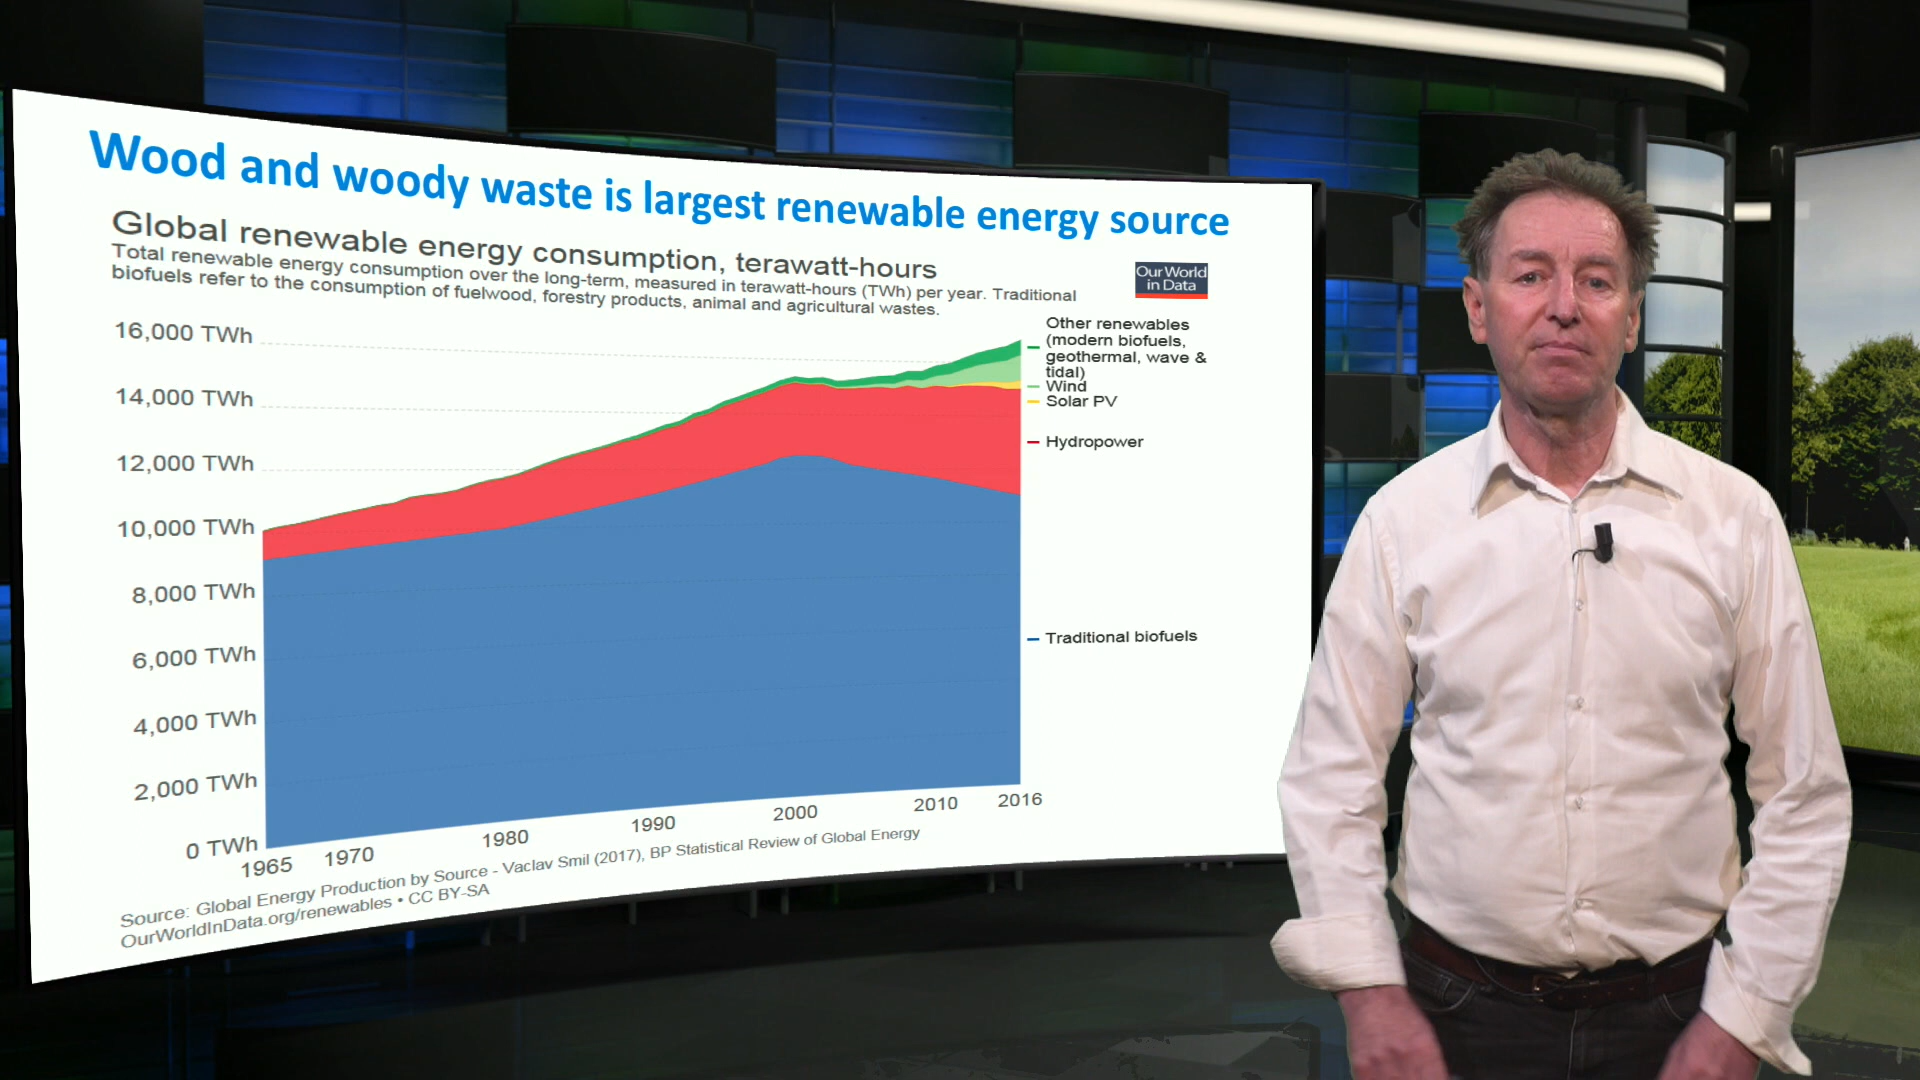 Wood and woody waste is largest renewable energy source
Global renewable energy consumption, terawatt-hours
Total renewable energy consumption over the long-term, measured in terawatt-hours (TWh) per year. Traditional
biofuels refer to the consumption of fuelwood, forestry products, animal and agricultural wastes.
Our World
in Data
16,000 TWh
14,000 TWh
12,000 TWh
10,000 TWh
8,000 TWh
6,000 TWh
4,000 TWh
2,000 TWh
0 TWh
Other renewables
(modern biofuels,
geothermal, wave &
tidal)
Wind
Solar PV
Hydropower
Traditional biofuels
1965 1970 1980 1990 2000 2010 2016
Source: Global Energy Production by Source - Vaclav Smil (2017), BP Statistical Review of Global Energy
OurWorldInData.org/renewables • CC BY-SA